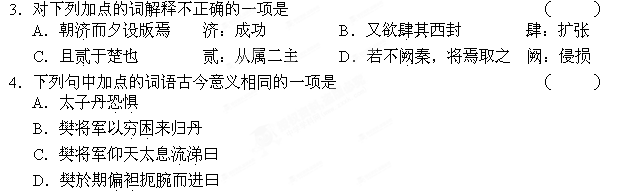 3．对下列加点的词解释不正确的一项是 （ ）
A．朝济而夕设版焉 济：成功 B．又欲肆其西封 肆：扩张
C．且贰于楚也 贰：从属二主 D．若不阙秦，将焉取之 阙：侵损
4．下列句中加点的词语古今意义相同的一项是 （ ）
A．太子丹恐惧
B．樊将军以穷困来归丹
C．樊将军仰天太息流涕曰
D．樊於期偏袒扼腕而进曰